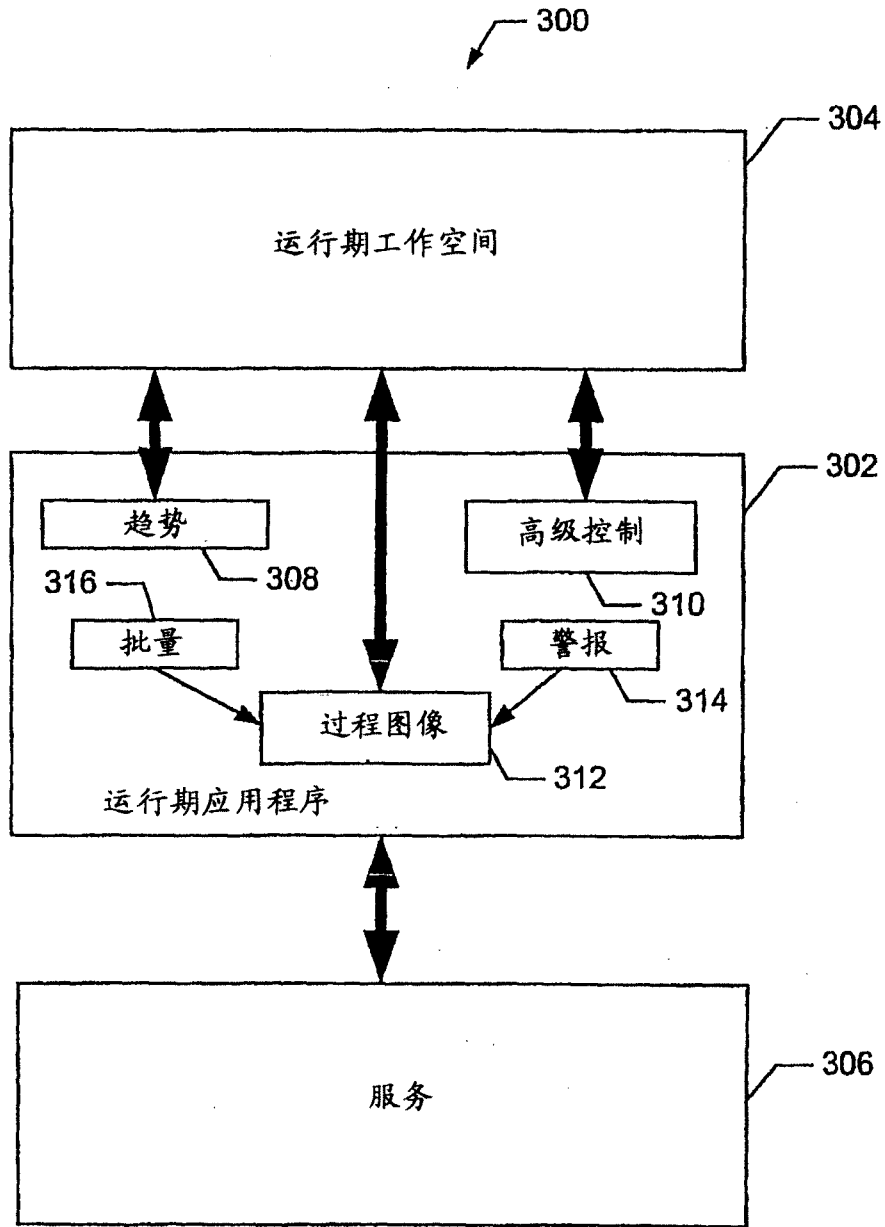 300
304
运行期工作空间
302
趋势
高级控制
308
310
316
批量
警报
314
过程图像
312
运行期应用程序
306
服务